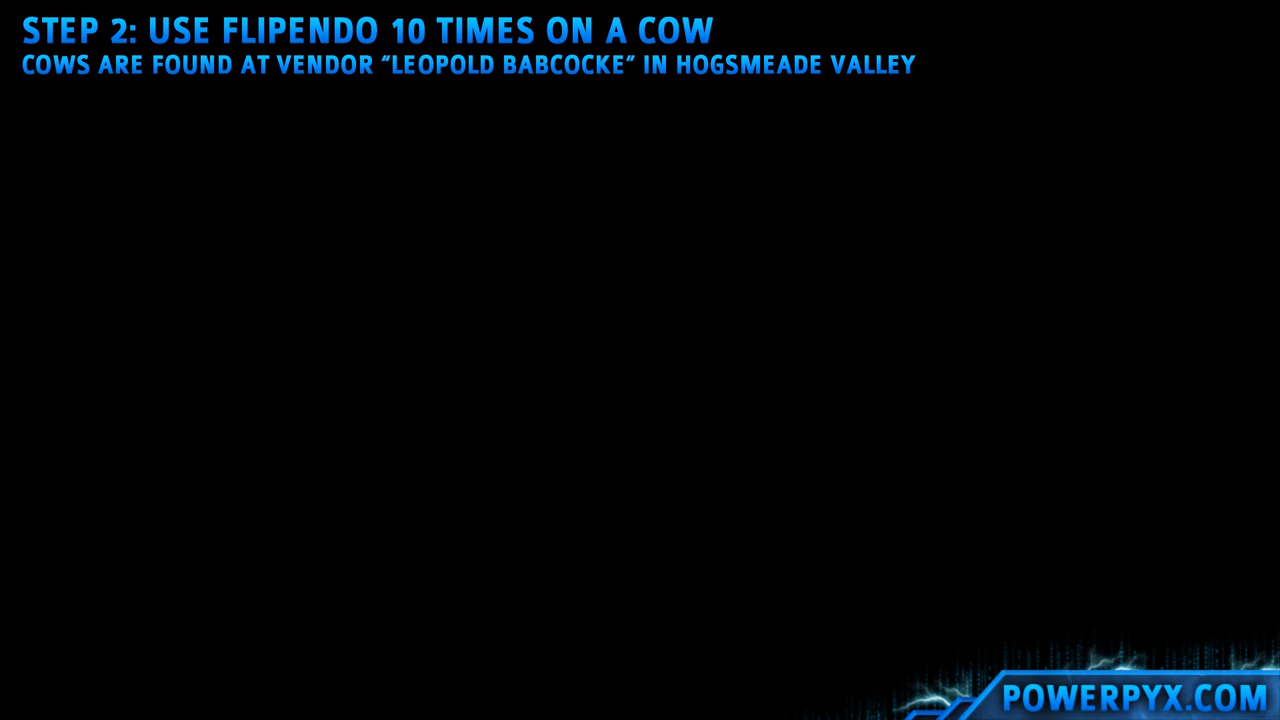 STEP 2: USE FLIPENDO 10 TIMES ON A COW
COWS ARE FOUND AT VENDOR “LEOPOLD BABCOCKE” IN HOGSMEADE VALLEY
POWERPYX.COM